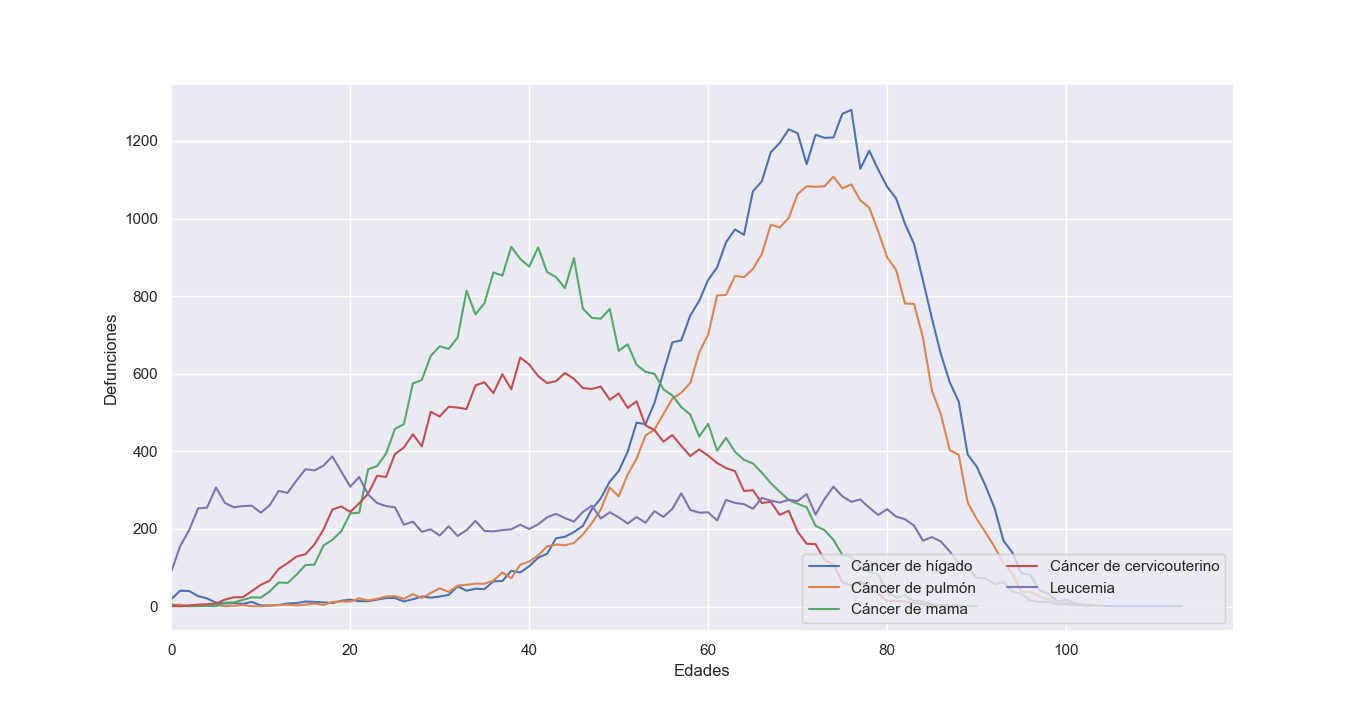 1200
1000
800
600
400
200
0
Defunciones
0 20 40 60 80 100
Edades
Cáncer de hígado
Cáncer de pulmón
Cáncer de mama
Cáncer de cervicouterino
Leucemia